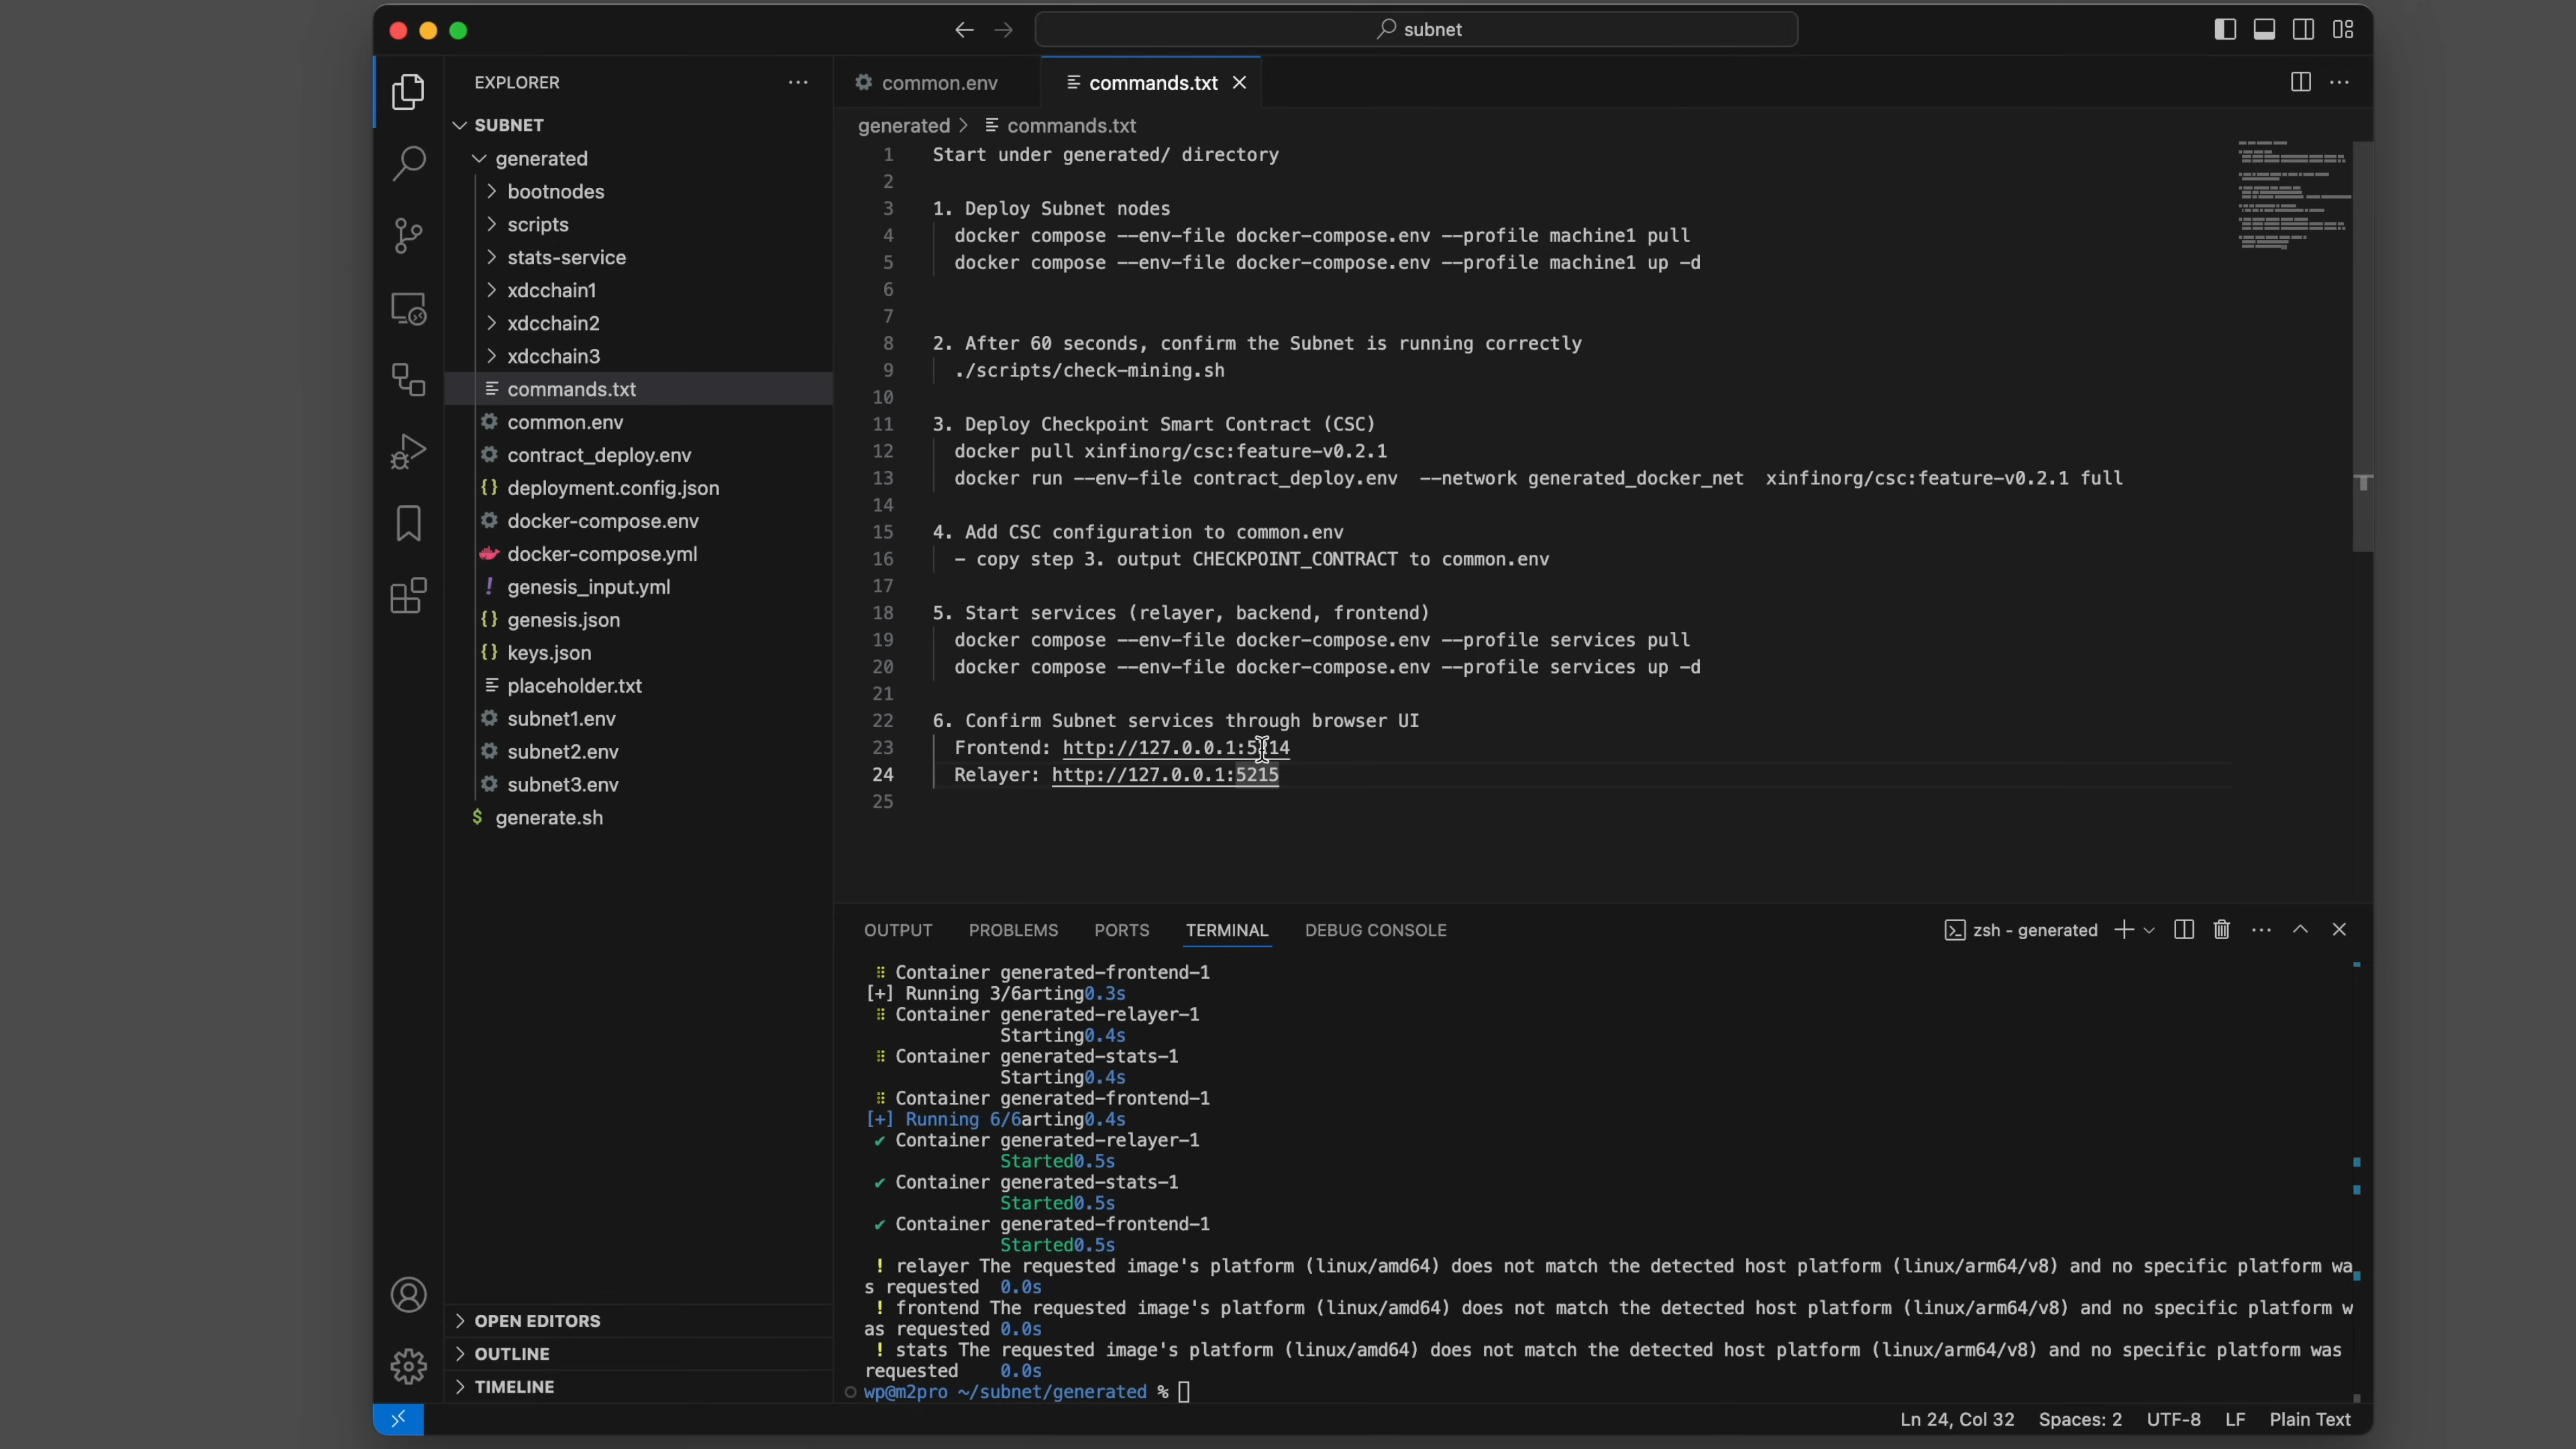 subnet
EXPLORER
SUBNET
generated
bootnodes
scripts
stats-service
xdcchain1
xdcchain2
xdcchain3
commands.txt
common.env
contract_deploy.env
deployment.config.json
docker-compose.env
docker-compose.yml
genesis_input.yml
genesis.json
keys.json
placeholder.txt
subnet1.env
subnet2.env
subnet3.env
generate.sh
OPEN EDITORS
OUTLINE
TIMELINE
common.env
commands.txt
generated > commands.txt
1 Start under generated/ directory
2
3 1. Deploy Subnet nodes
4 docker compose --env-file docker-compose.env --profile machine1 pull
5 docker compose --env-file docker-compose.env --profile machine1 up -d
6
7
8 2. After 60 seconds, confirm the Subnet is running correctly
9 ./scripts/check-mining.sh
10
11 3. Deploy Checkpoint Smart Contract (CSC)
12 docker pull xinfinorg/csc:feature-v0.2.1
13 docker run --env-file contract_deploy.env  --network generated_docker_net  xinfinorg/csc:feature-v0.2.1 full
14
15 4. Add CSC configuration to common.env
16 - copy step 3. output CHECKPOINT_CONTRACT to common.env
17
18 5. Start services (relayer, backend, frontend)
19 docker compose --env-file docker-compose.env --profile services pull
20 docker compose --env-file docker-compose.env --profile services up -d
21
22 6. Confirm Subnet services through browser UI
23 Frontend: http://127.0.0.1:5214
24 Relayer: http://127.0.0.1:5215
25
OUTPUT PROBLEMS PORTS TERMINAL DEBUG CONSOLE
zsh - generated
Container generated-frontend-1
[+] Running 3/6arting0.3s
Container generated-relayer-1
Starting0.4s
Container generated-stats-1
Starting0.4s
Container generated-frontend-1
[+] Running 6/6arting0.4s
✔ Container generated-relayer-1
Started0.5s
✔ Container generated-stats-1
Started0.5s
✔ Container generated-frontend-1
Started0.5s
! relayer The requested image's platform (linux/amd64) does not match the detected host platform (linux/arm64/v8) and no specific platform wa
s requested  0.0s
! frontend The requested image's platform (linux/amd64) does not match the detected host platform (linux/arm64/v8) and no specific platform w
as requested 0.0s
! stats The requested image's platform (linux/amd64) does not match the detected host platform (linux/arm64/v8) and no specific platform was
requested    0.0s
wp@m2pro ~/subnet/generated %
Ln 24, Col 32 Spaces: 2 UTF-8 LF Plain Text